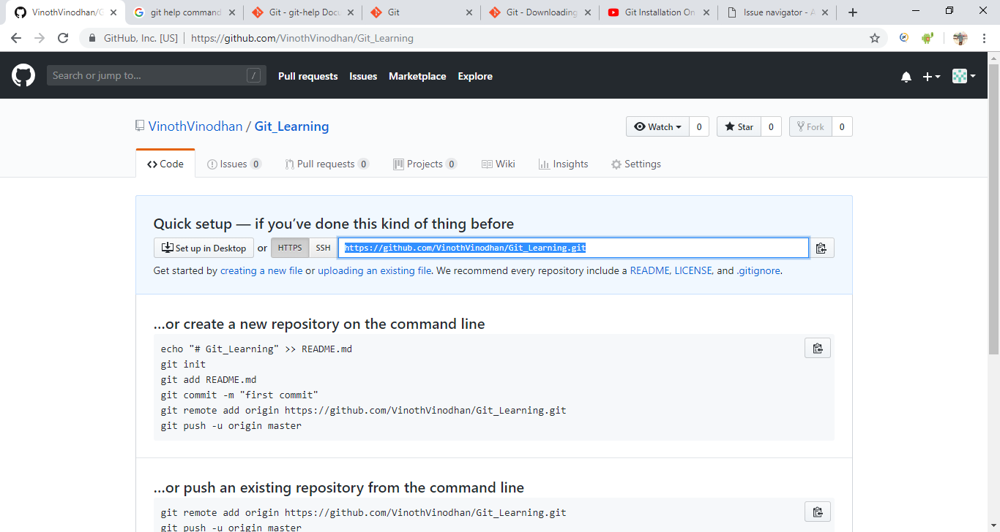 VinothVinodhan/G
git help command
Git - git-help Docu
Git
Git - Downloading
Git Installation On
Issue navigator - A
GitHub, Inc. [US]
https://github.com/VinothVinodhan/Git_Learning
Search or jump to...
/
Pull requests
Issues
Marketplace
Explore
VinothVinodhan / Git_Learning
Watch
0
Star
0
Fork
0
Code
Issues 0
Pull requests 0
Projects 0
Wiki
Insights
Settings
Quick setup — if you’ve done this kind of thing before
Set up in Desktop or HTTPS SSH https://github.com/VinothVinodhan/Git_Learning.git
Get started by creating a new file or uploading an existing file. We recommend every repository include a README, LICENSE, and .gitignore.
…or create a new repository on the command line
echo "# Git_Learning" >> README.md
git init
git add README.md
git commit -m "first commit"
git remote add origin https://github.com/VinothVinodhan/Git_Learning.git
git push -u origin master
…or push an existing repository from the command line
git remote add origin https://github.com/VinothVinodhan/Git_Learning.git
git push -u origin master